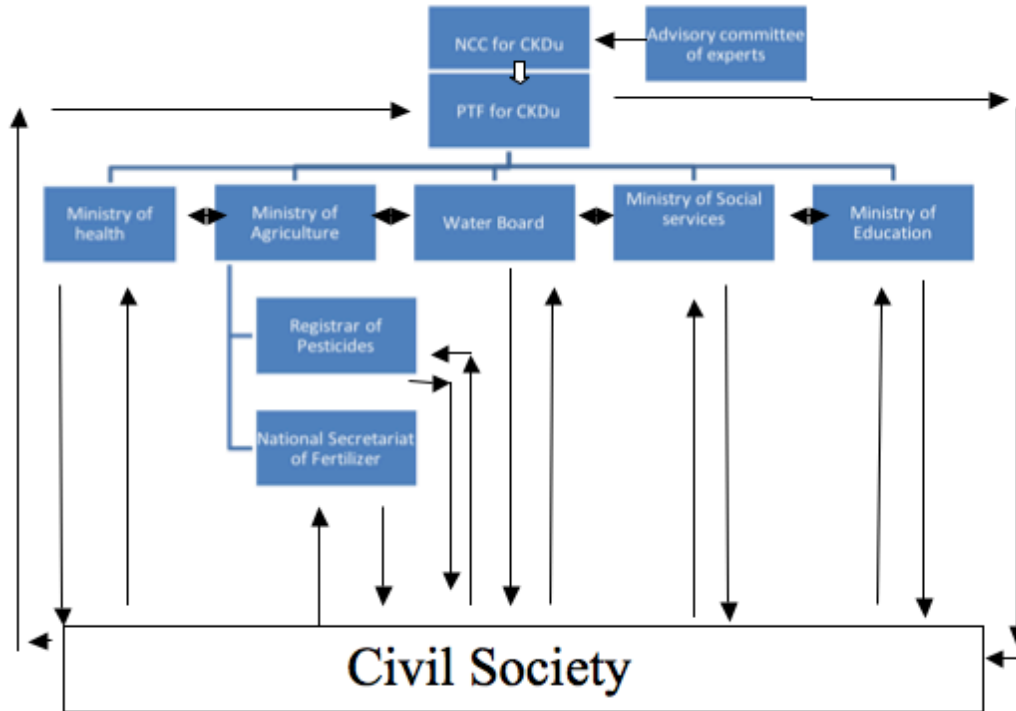 NCC for CKDu
Advisory committee
of experts
PTF for CKDu
Ministry of
health
Ministry of
Agriculture
Water Board
Ministry of Social
services
Ministry of
Education
Registrar of
Pesticides
National Secretariat
of Fertilizer
Civil Society